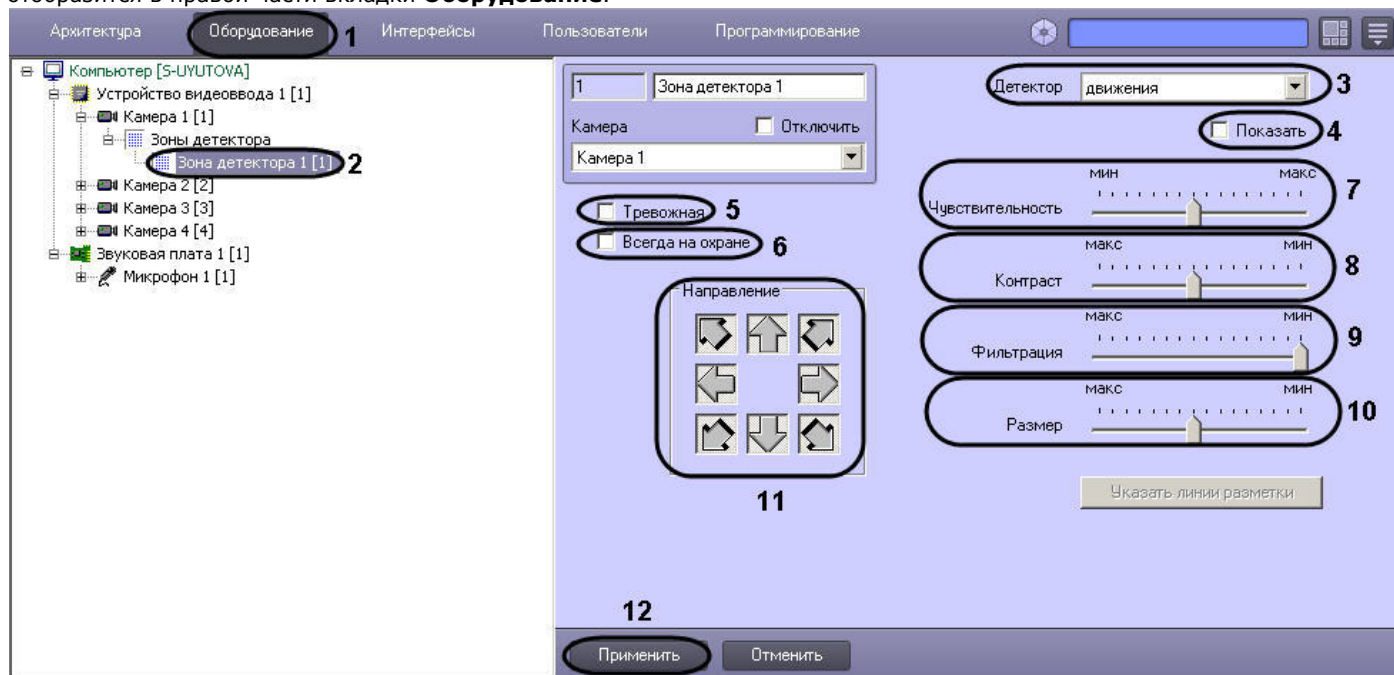 отобразится в правой части вкладки Оборудование.
Архитектура Оборудование 1 Интерфейсы Пользователи Программирование
Компьютер [S-UYUTOVA]
Устройство видеоввода 1 [1]
Камера 1 [1]
Зоны детектора
Зона детектора 1 [1] 2
Камера 2 [2]
Камера 3 [3]
Камера 4 [4]
Звуковая плата 1 [1]
Микрофон 1 [1]
1 Зона детектора 1
Камера Отключить
Камера 1
Тревожная 5
Всегда на охране 6
Направление
11
Детектор движения 3
Показать 4
мин макс
Чувствительность 7
макс мин
Контраст 8
макс мин
Фильтрация 9
макс мин
Размер 10
Указать линии разметки
12
Применить Отменить